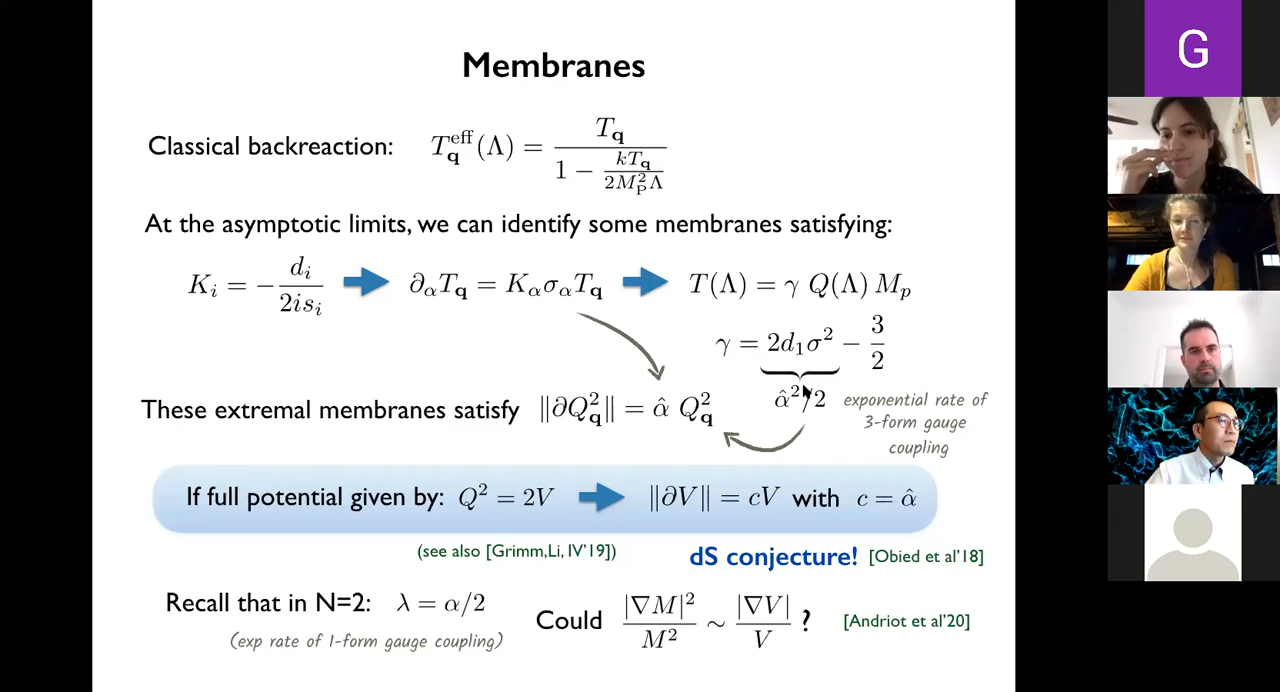 Membranes
G
Classical backreaction: T_q^eff(Λ) = T_q / (1 − kT_q / (2M_P^2 Λ))
At the asymptotic limits, we can identify some membranes satisfying:
K_i = − d_i / (2is_i) ➡ ∂_α T_q = K_α σ_α T_q ➡ T(Λ) = γ Q(Λ) M_p
γ = 2d_1σ^2 − 3/2
α̂^2/2
exponential rate of
3-form gauge
coupling
These extremal membranes satisfy ‖∂Q_q^2‖ = α̂ Q_q^2
If full potential given by: Q^2 = 2V ➡ ‖∂V‖ = cV with c = α̂
(see also [Grimm,Li, IV'19])
dS conjecture! [Obied et al'18]
Recall that in N=2: λ = α/2
(exp rate of 1-form gauge coupling)
Could |∇M|^2 / M^2 ∼ |∇V| / V ? [Andriot et al'20]